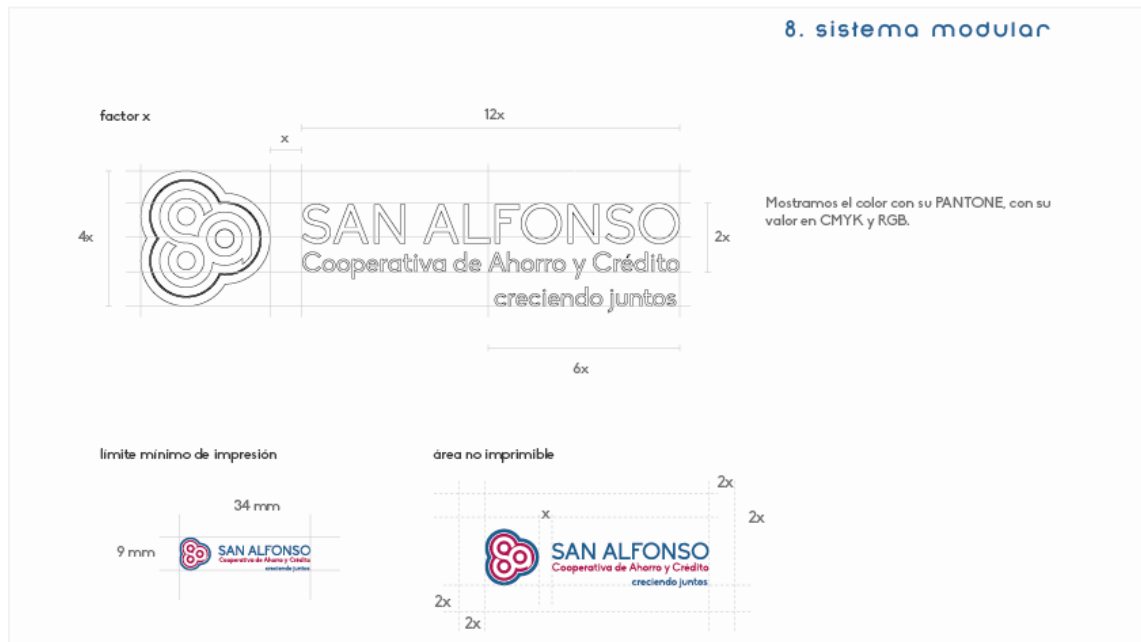 8. sistema modular
factor x
12x
x
4x
SAN ALFONSO
Cooperativa de Ahorro y Crédito
creciendo juntos
2x
6x
Mostramos el color con su PANTONE, con su
valor en CMYK y RGB.
límite mínimo de impresión
34 mm
9 mm
SAN ALFONSO
Cooperativa de Ahorro y Crédito
creciendo juntos
área no imprimible
2x
2x
x
SAN ALFONSO
Cooperativa de Ahorro y Crédito
creciendo juntos
2x
2x